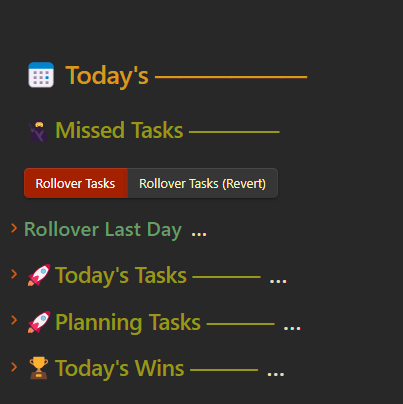 Today's ——————
Missed Tasks ————
Rollover Tasks Rollover Tasks (Revert)
Rollover Last Day ...
Today's Tasks ——— ...
Planning Tasks ——— ...
Today's Wins ——— ...